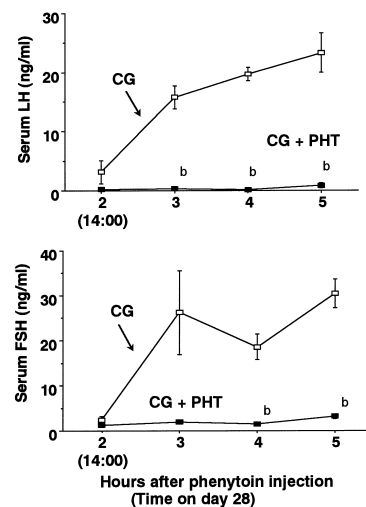 30
20
10
0
Serum LH (ng/ml)
CG
CG + PHT
b b b
2 3 4 5
(14:00)
40
30
20
10
0
Serum FSH (ng/ml)
CG
CG + PHT
b b
2 3 4 5
(14:00)
Hours after phenytoin injection
(Time on day 28)